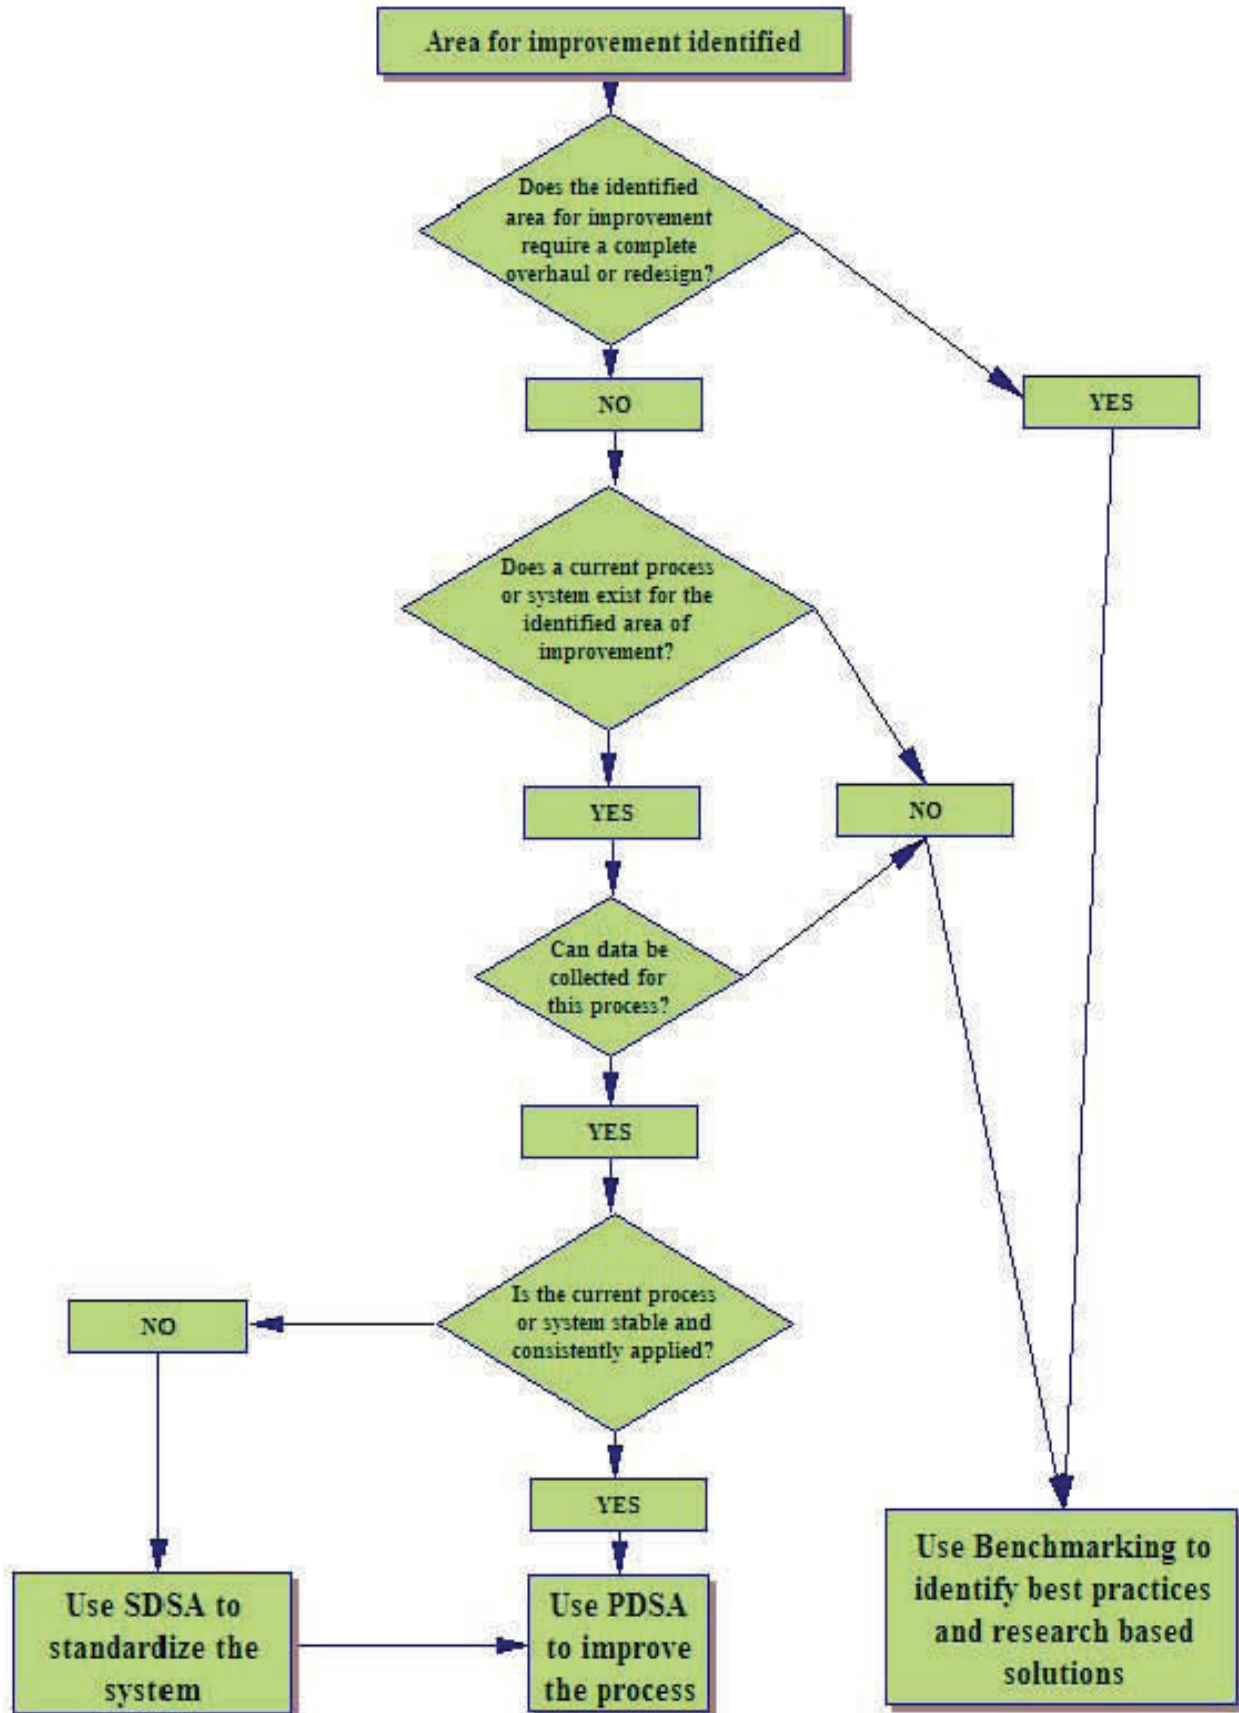 Area for improvement identified
Does the identified
area for improvement
require a complete
overhaul or redesign?
NO
YES
Does a current process
or system exist for the
identified area of
improvement?
YES
NO
Can data be
collected for
this process?
YES
Is the current process
or system stable and
consistently applied?
NO
YES
Use SDSA to
standardize the
system
Use PDSA
to improve
the process
Use Benchmarking to
identify best practices
and research based
solutions